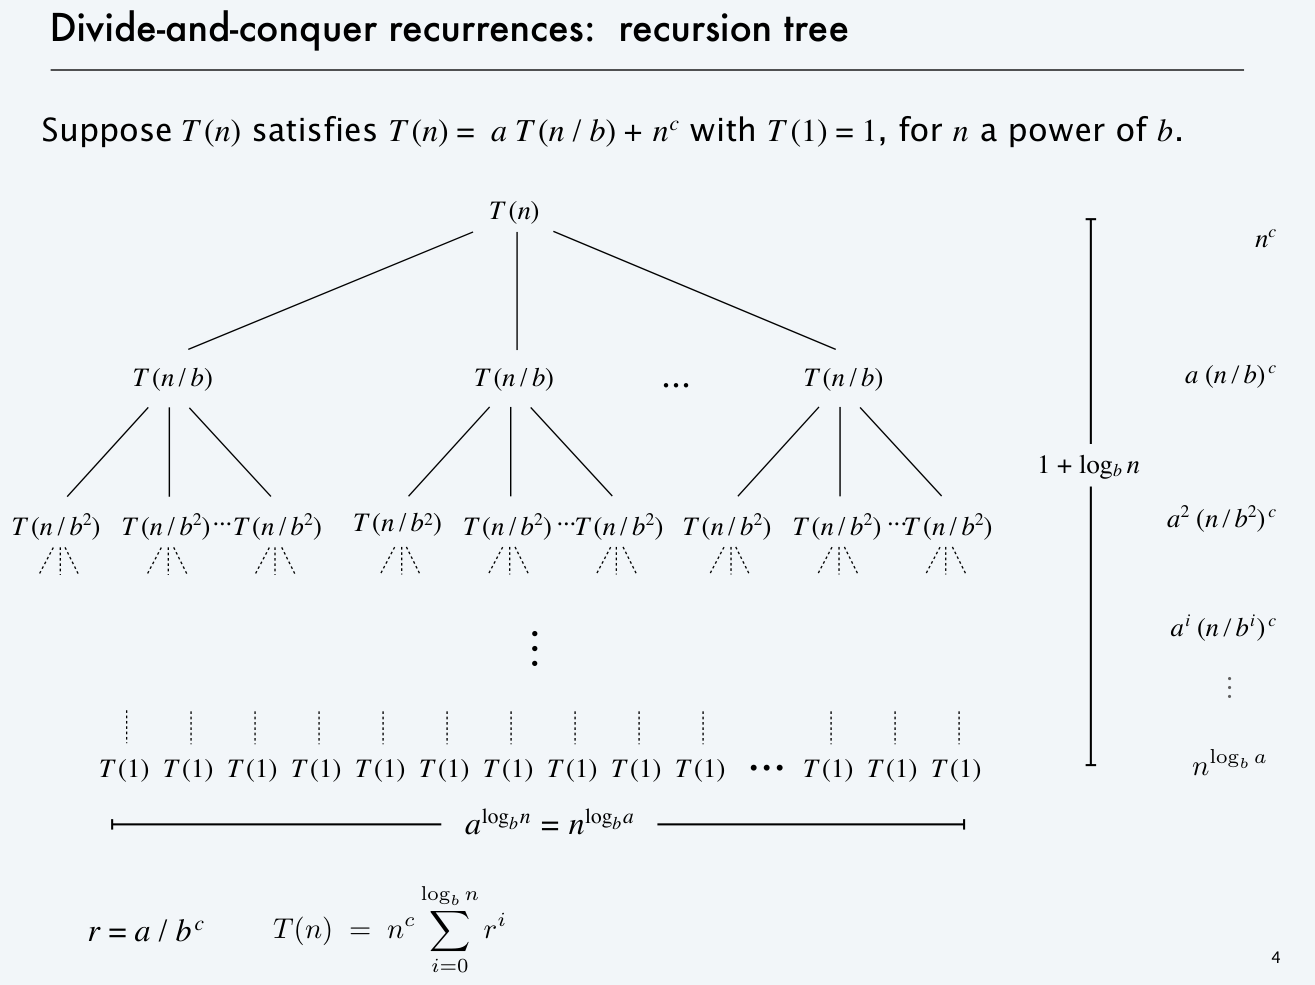 Divide-and-conquer recurrences:  recursion tree
Suppose T(n) satisfies T(n) = a T(n / b) + n^c with T(1) = 1, for n a power of b.
T(n)
n^c
T(n / b) T(n / b) ... T(n / b)
a (n / b)^c
1 + log_b n
T(n / b^2) T(n / b^2) ... T(n / b^2) T(n / b^2) T(n / b^2) ... T(n / b^2) T(n / b^2) T(n / b^2) ... T(n / b^2)
a^2 (n / b^2)^c
a^i (n / b^i)^c
⋮ ⋮
T(1) T(1) T(1) T(1) T(1) T(1) T(1) T(1) T(1) T(1) ... T(1) T(1) T(1)
n^{log_b a}
a^{log_b n} = n^{log_b a}
r = a / b^c
T(n) = n^c \sum_{i=0}^{log_b n} r^i
4